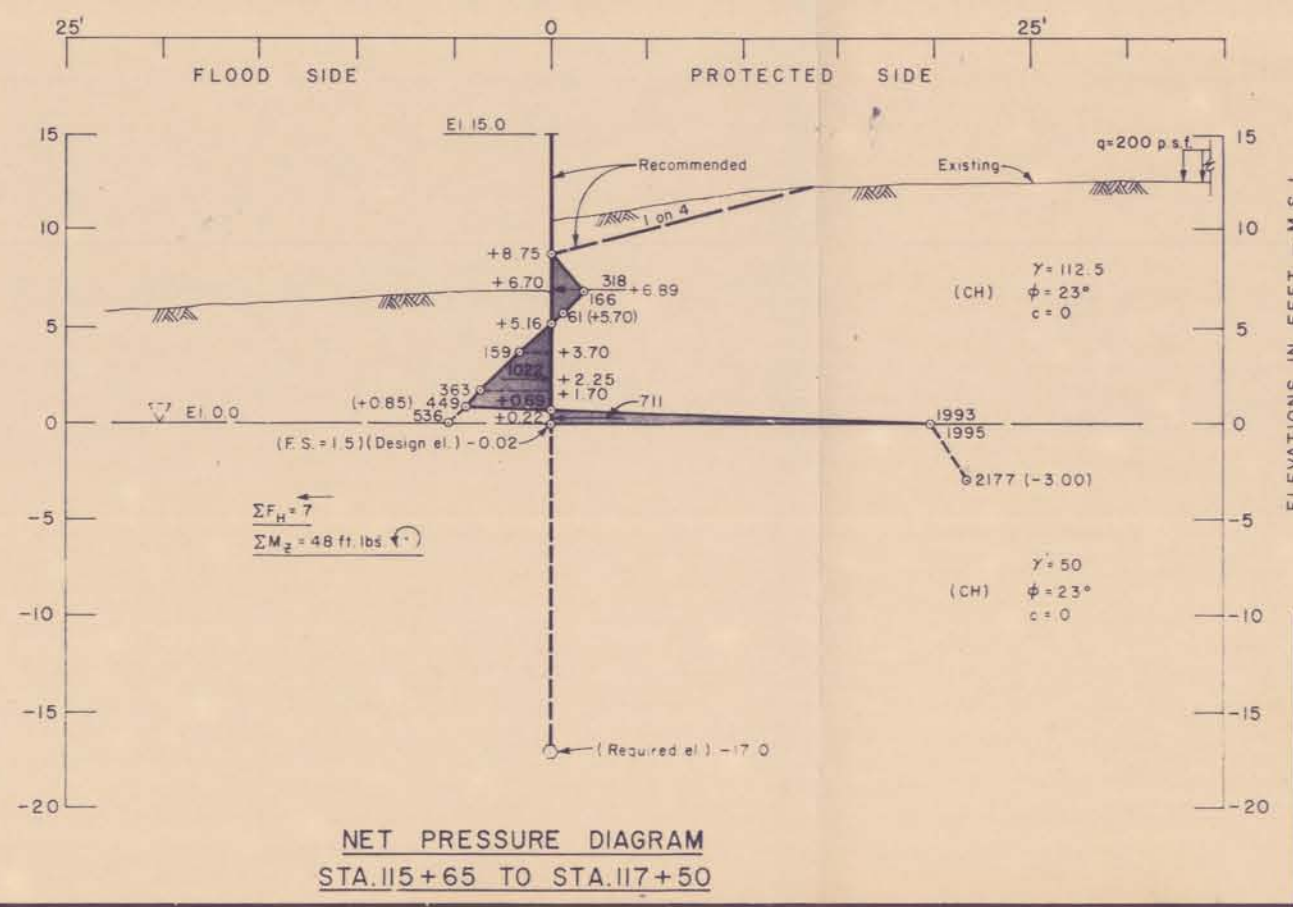 25' 0 25'
FLOOD SIDE PROTECTED SIDE
El. 15.0
15 15
q=200 p.s.f.
Recommended Existing
10 10
1 on 4
+8.75
γ = 112.5
+6.70 318 +6.89
(CH) φ = 23°
166
c = 0
61 (+5.70)
5 +5.16 5
159 +3.70
1022 +2.25
363 +1.70
(+0.85) 449 +0.69 711
El. 0.0
536 +0.22 1993
0 0
1995
(F.S. = 1.5)(Design el.) -0.02
2177 (-3.00)
ΣF_H = 7
-5 -5
ΣM_z = 48 ft. lbs.
γ' = 50
(CH) φ = 23°
c = 0
-10 -10
-15 -15
(Required el.) -17.0
-20 -20
ELEVATIONS IN FEET M.S.L.
NET PRESSURE DIAGRAM
STA.115+65 TO STA.117+50